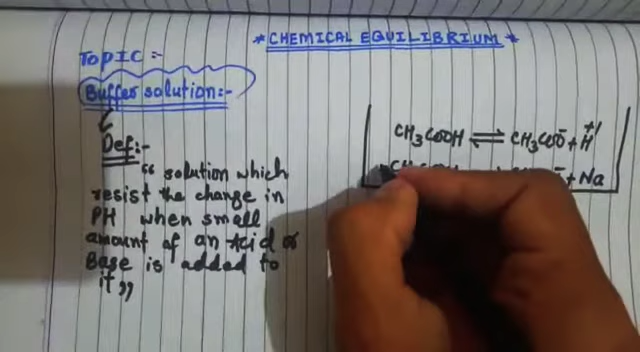 *CHEMICAL EQUILIBRIUM*
Topic :-
Buffer solution:-
Def:-
"solution which
resist the change in
PH when small
amount of an Acid or
Base is added to
it"
CH₃COOH ⇌ CH₃COO⁻ + H⁺¹
+ Na